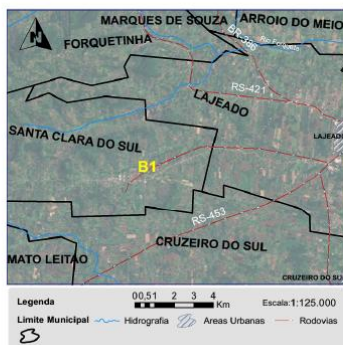 MARQUES DE SOUZA
ARROIO DO MEIO
FORQUETINHA
BR-386
Rio Forqueta
LAJEADO
RS-421
LAJEADO
SANTA CLARA DO SUL
B1
RS-453
CRUZEIRO DO SUL
MATO LEITÃO
CRUZEIRO DO SUL
Legenda
0 0,5 1 2 3 4 Km
Escala: 1:125.000
Limite Municipal Hidrografia Areas Urbanas Rodovias